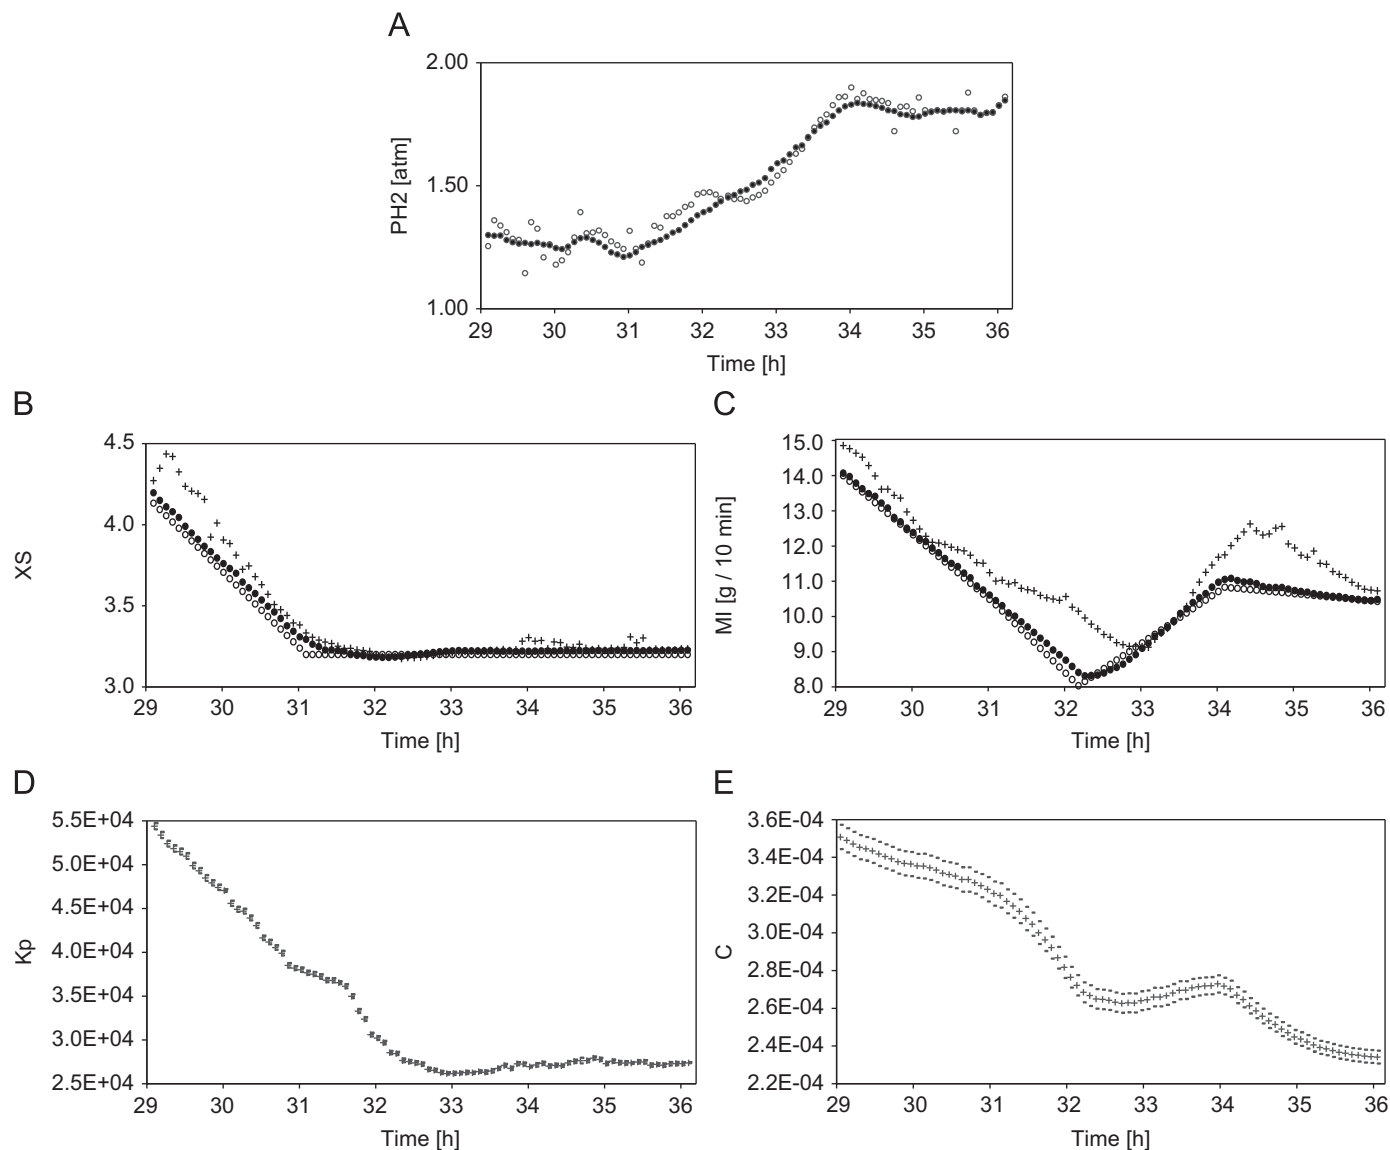 A
2.00
1.50
1.00
PH2 [atm]
29 30 31 32 33 34 35 36
Time [h]
B
4.5
4.0
3.5
3.0
XS
29 30 31 32 33 34 35 36
Time [h]
C
15.0
14.0
13.0
12.0
11.0
10.0
9.0
8.0
MI [g / 10 min]
29 30 31 32 33 34 35 36
Time [h]
D
5.5E+04
5.0E+04
4.5E+04
4.0E+04
3.5E+04
3.0E+04
2.5E+04
Kp
29 30 31 32 33 34 35 36
Time [h]
E
3.6E-04
3.4E-04
3.2E-04
3.0E-04
2.8E-04
2.6E-04
2.4E-04
2.2E-04
C
29 30 31 32 33 34 35 36
Time [h]